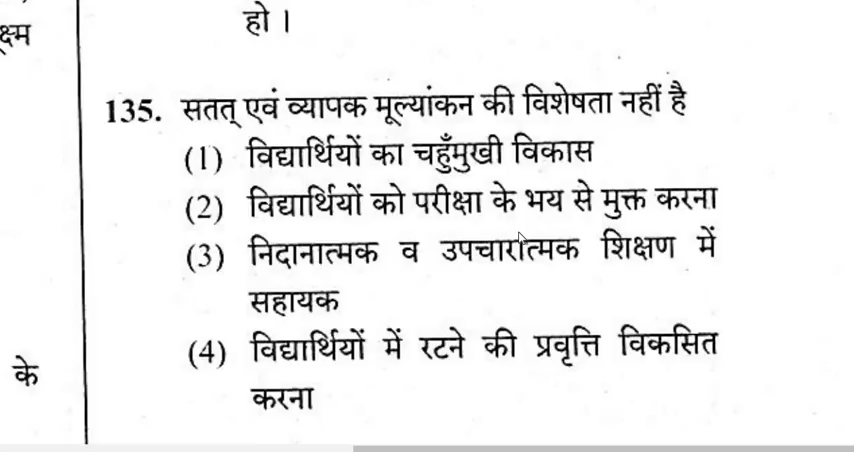 हो ।
क्ष्म
135. सतत् एवं व्यापक मूल्यांकन की विशेषता नहीं है
(1) विद्यार्थियों का चहुँमुखी विकास
(2) विद्यार्थियों को परीक्षा के भय से मुक्त करना
(3) निदानात्मक व उपचारात्मक शिक्षण में
सहायक
(4) विद्यार्थियों में रटने की प्रवृत्ति विकसित
करना
के